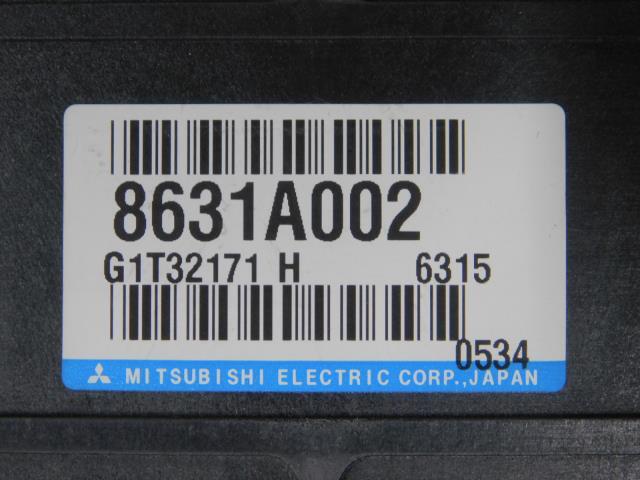 8631A002
G1T32171 H 6315
0534
MITSUBISHI ELECTRIC CORP.,JAPAN